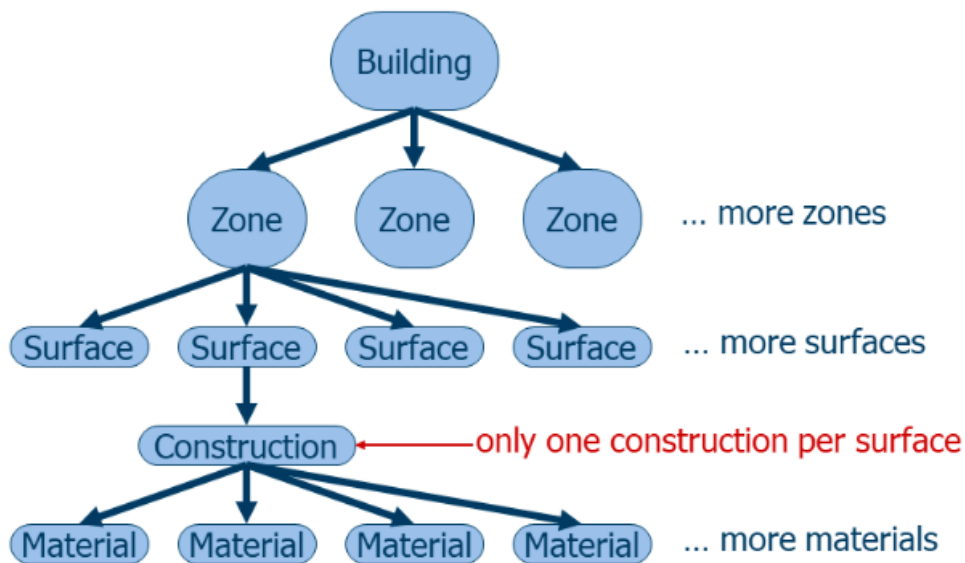 Building
Zone Zone Zone ... more zones
Surface Surface Surface Surface ... more surfaces
Construction only one construction per surface
Material Material Material Material ... more materials